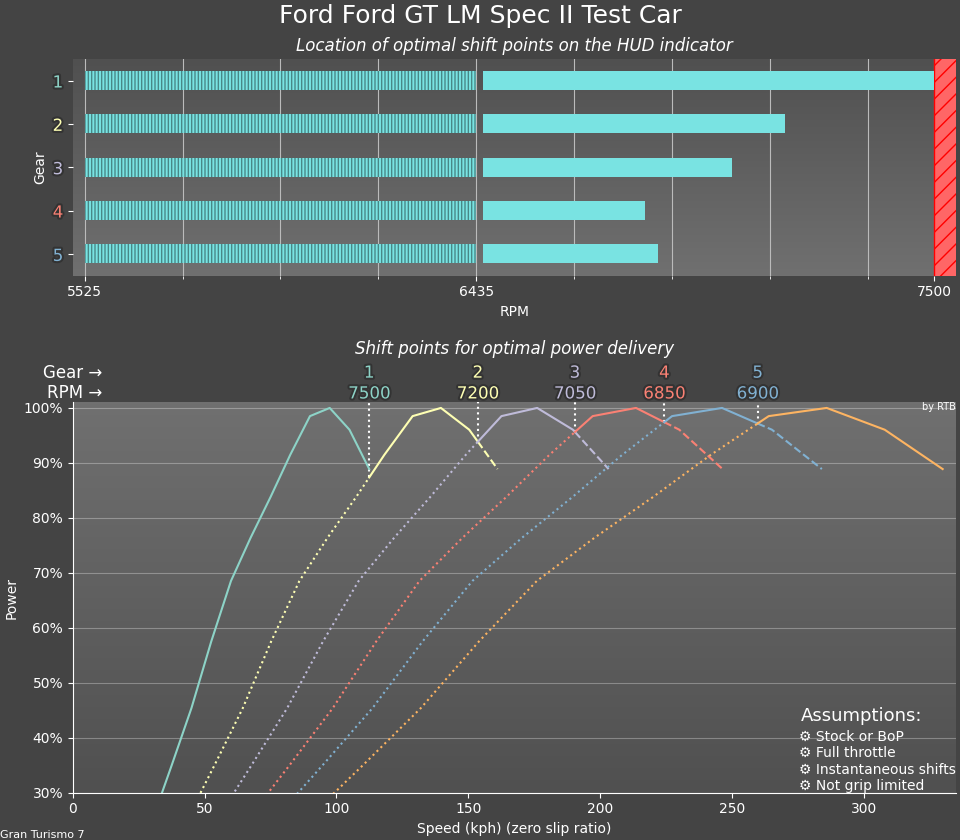 Ford Ford GT LM Spec II Test Car
Location of optimal shift points on the HUD indicator
Gear
1
2
3
4
5
5525 6435 7500
RPM
Shift points for optimal power delivery
Gear → 1 2 3 4 5
RPM → 7500 7200 7050 6850 6900
by RTB
Power
100%
90%
80%
70%
60%
50%
40%
30%
Assumptions:
⚙ Stock or BoP
⚙ Full throttle
⚙ Instantaneous shifts
⚙ Not grip limited
0 50 100 150 200 250 300
Speed (kph) (zero slip ratio)
Gran Turismo 7